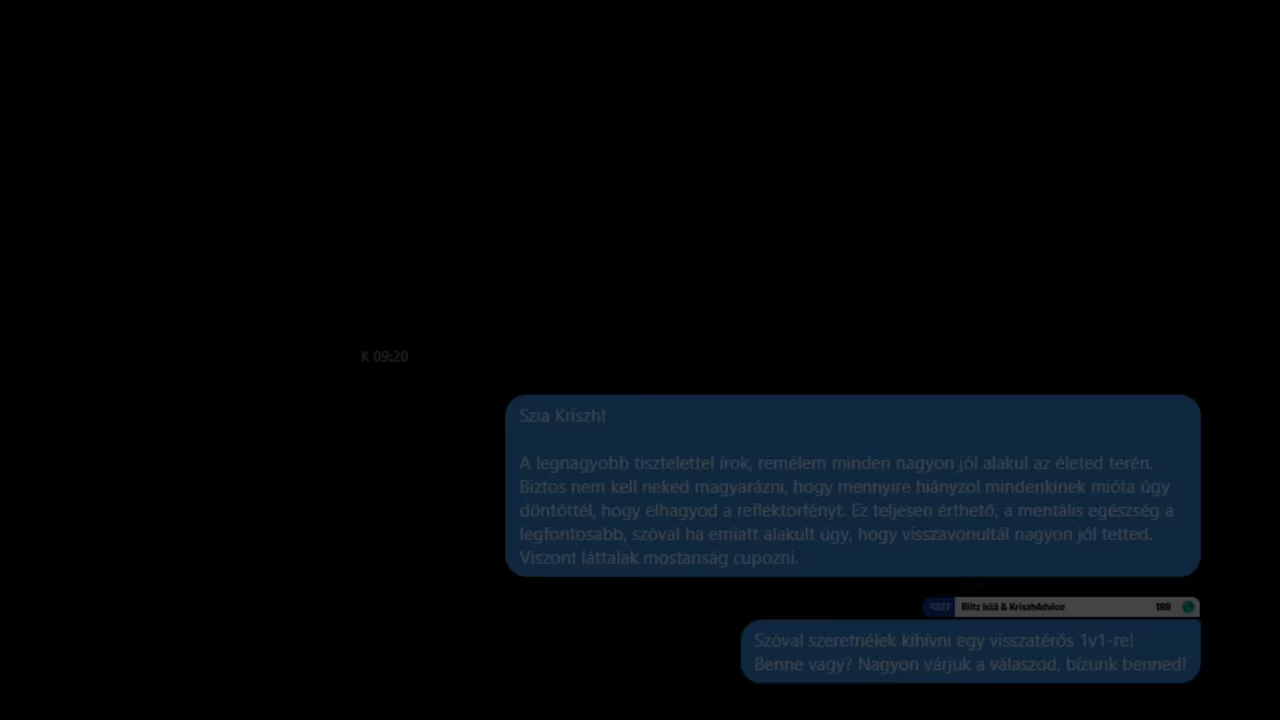 K 09:20
Szia Kriszh!
A legnagyobb tisztelettel írok, remélem minden nagyon jól alakul az életed terén.
Biztos nem kell neked magyarázni, hogy mennyire hiányzol mindenkinek mióta úgy
döntöttél, hogy elhagyod a reflektorfényt. Ez teljesen érthető, a mentális egészség a
legfontosabb, szóval ha emiatt alakult úgy, hogy visszavonultál nagyon jól tetted.
Viszont láttalak mostanság cupozni.
#327 Blitz báá & KriszhAdvice 189
Szóval szeretnélek kihívni egy visszatérős 1v1-re!
Benne vagy? Nagyon várjuk a válaszod, bízunk benned!